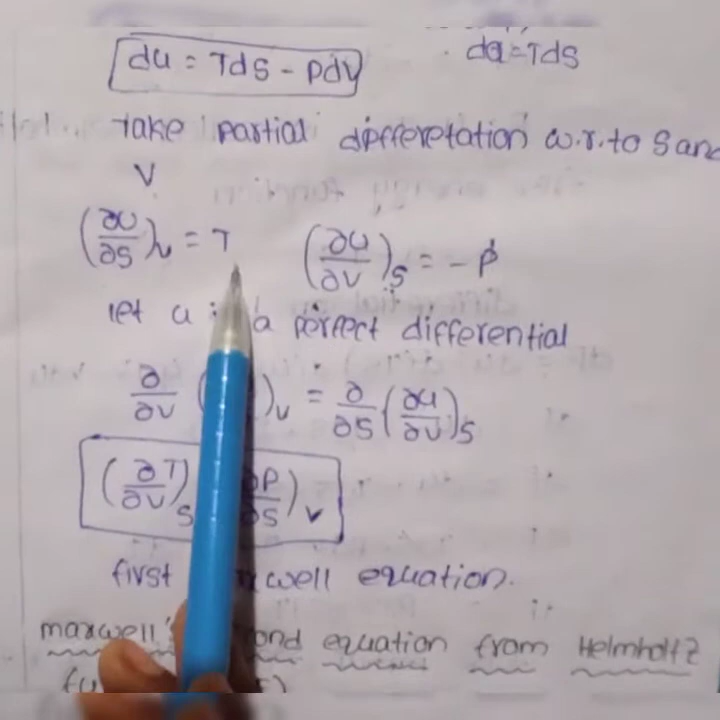 du = Tds - Pdv
dq = Tds
Take partial differetation w.r.to s and
v
(∂U/∂S)v = T (∂U/∂V)s = -P
let u a perfect differential
∂/∂V )v = ∂/∂S (∂U/∂V)s
(∂T/∂V)s ∂P/∂S)v
first well equation.
maxwell's ond equation from Helmholtz